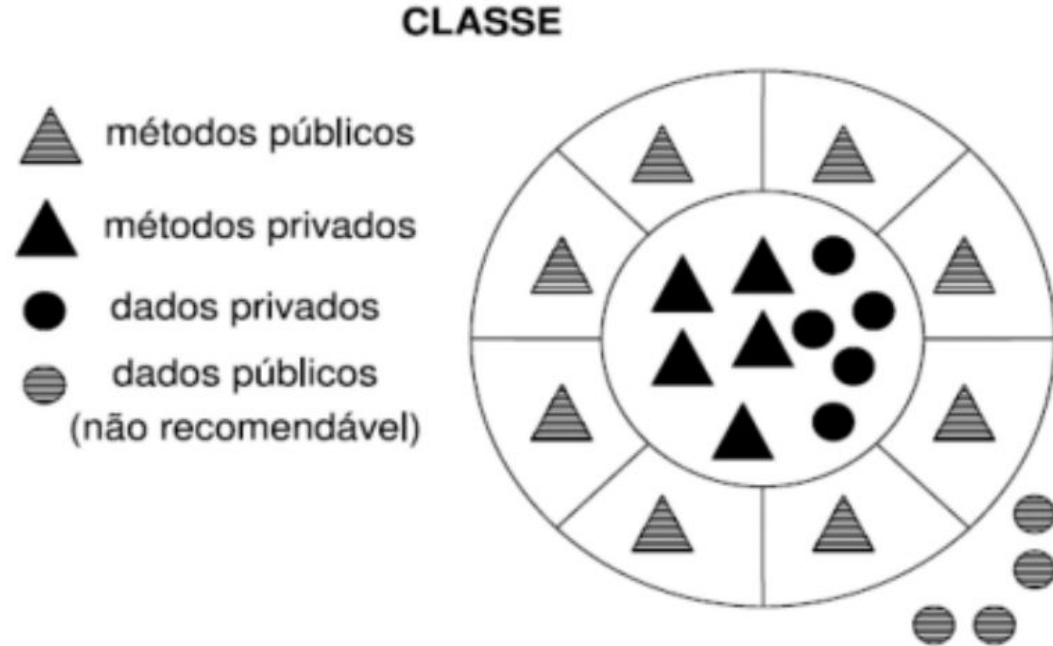 CLASSE
métodos públicos
métodos privados
dados privados
dados públicos
(não recomendável)